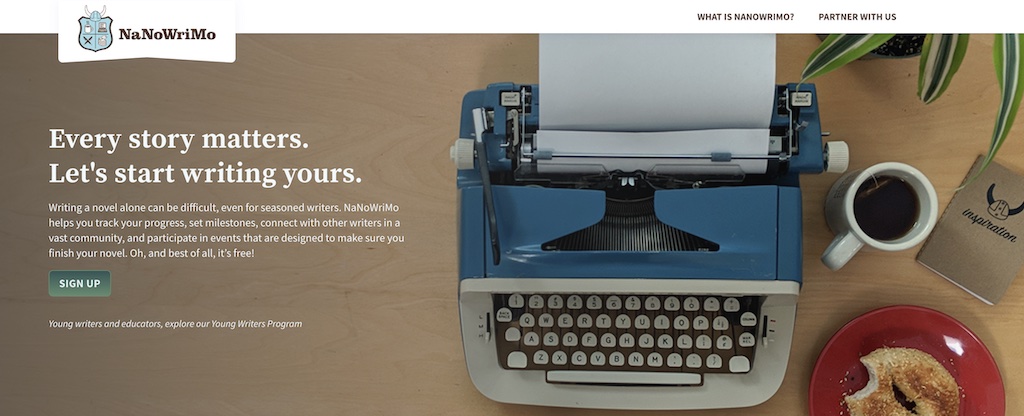 NaNoWriMo
WHAT IS NANOWRIMO?
PARTNER WITH US
Every story matters.
Let's start writing yours.
Writing a novel alone can be difficult, even for seasoned writers. NaNoWriMo
helps you track your progress, set milestones, connect with other writers in a
vast community, and participate in events that are designed to make sure you
finish your novel. Oh, and best of all, it's free!
SIGN UP
Young writers and educators, explore our Young Writers Program
inspiration
Q W E R T Y U I O P
A S D F G H J K L
Z X C V B N M